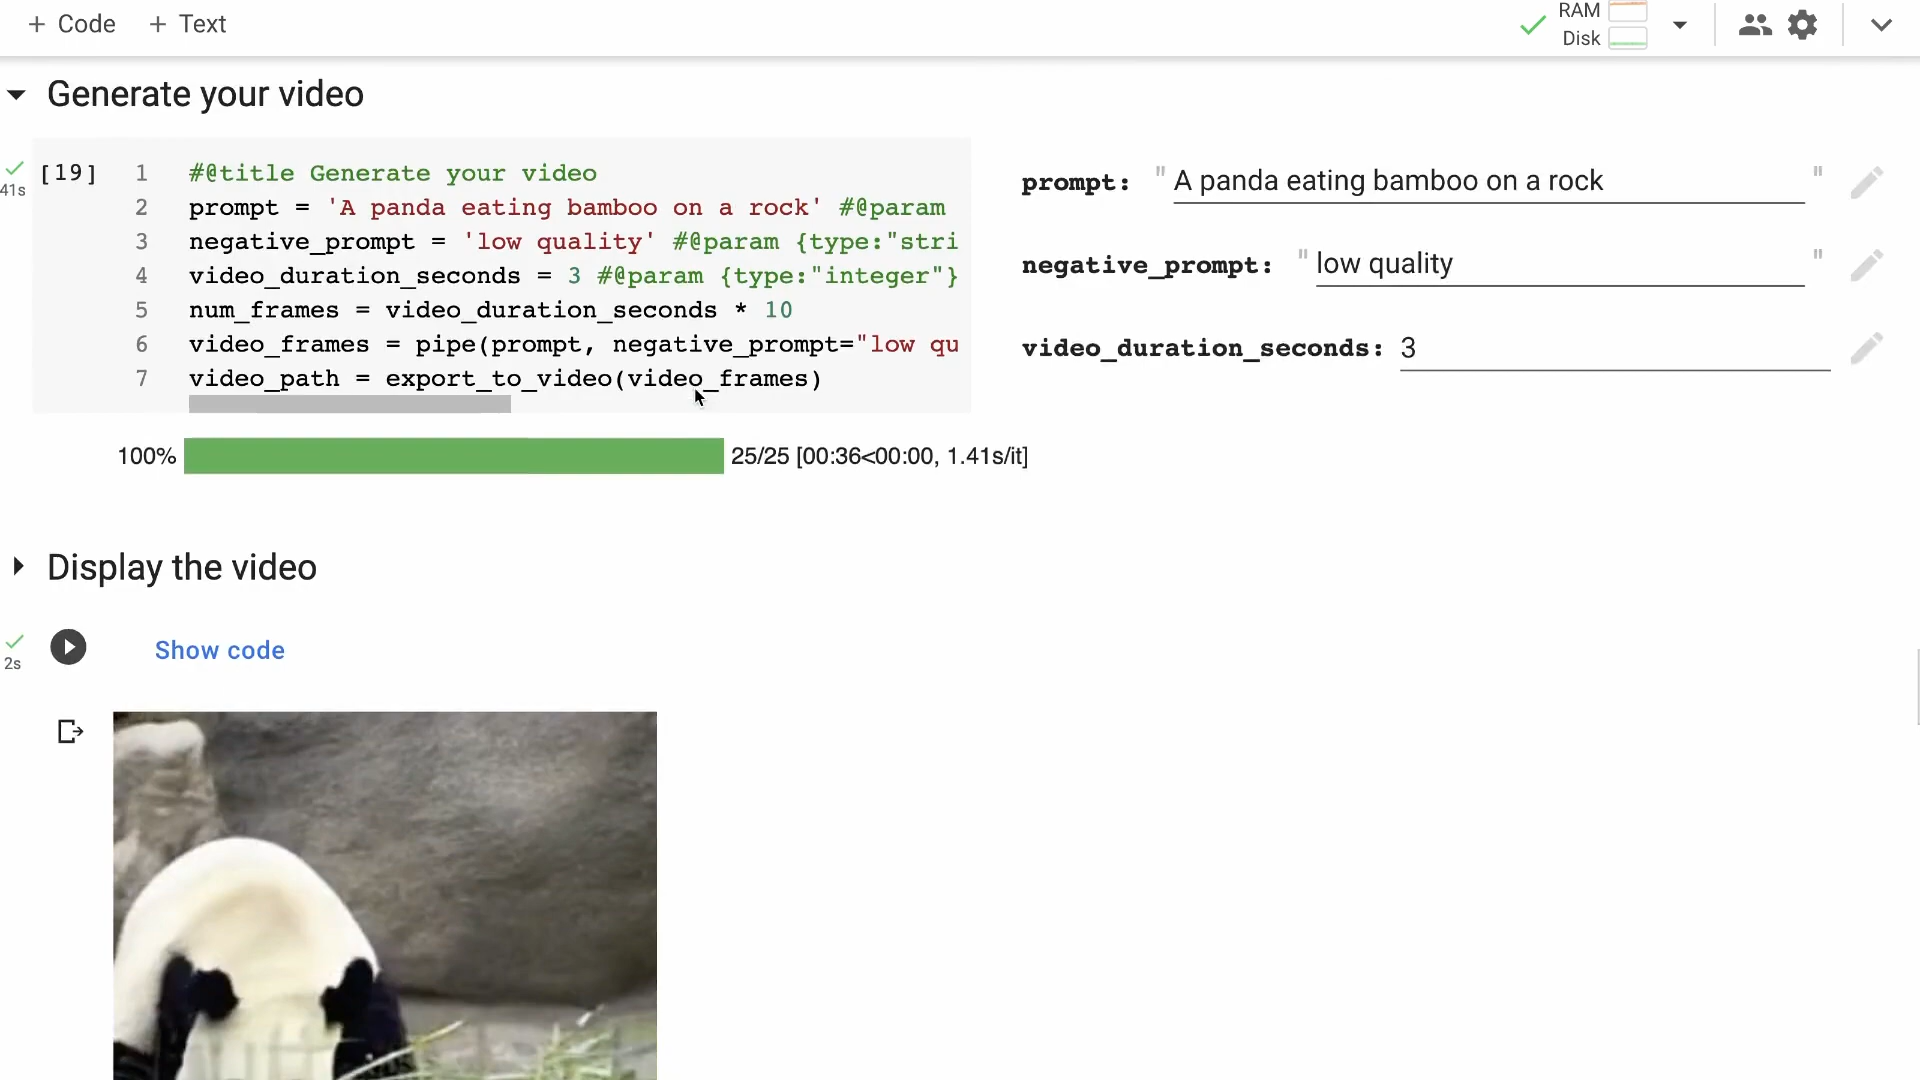 + Code + Text
RAM
Disk
Generate your video
41s
[19]
1 #@title Generate your video
2 prompt = 'A panda eating bamboo on a rock' #@param
3 negative_prompt = 'low quality' #@param {type:"stri
4 video_duration_seconds = 3 #@param {type:"integer"}
5 num_frames = video_duration_seconds * 10
6 video_frames = pipe(prompt, negative_prompt="low qu
7 video_path = export_to_video(video_frames)
prompt: "A panda eating bamboo on a rock"
negative_prompt: "low quality"
video_duration_seconds: 3
100% 25/25 [00:36<00:00, 1.41s/it]
Display the video
2s
Show code